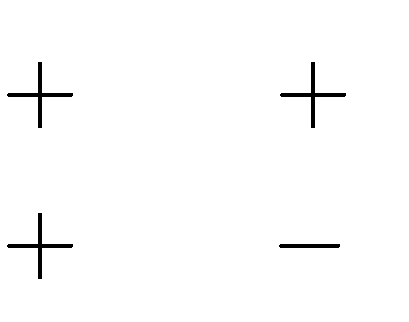 + +
+ −